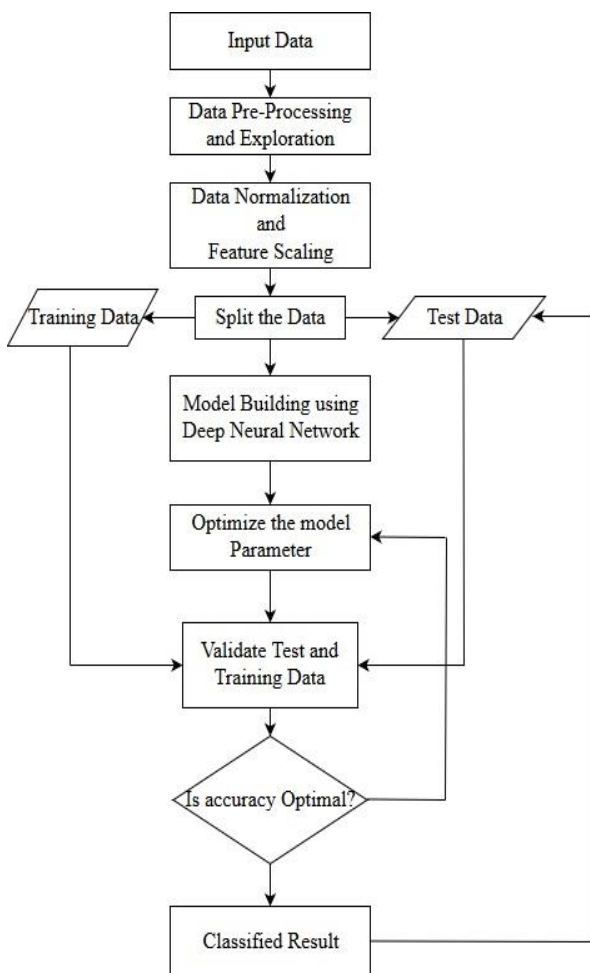 Input Data
Data Pre-Processing
and Exploration
Data Normalization
and
Feature Scaling
Training Data
Split the Data
Test Data
Model Building using
Deep Neural Network
Optimize the model
Parameter
Validate Test and
Training Data
Is accuracy Optimal?
Classified Result